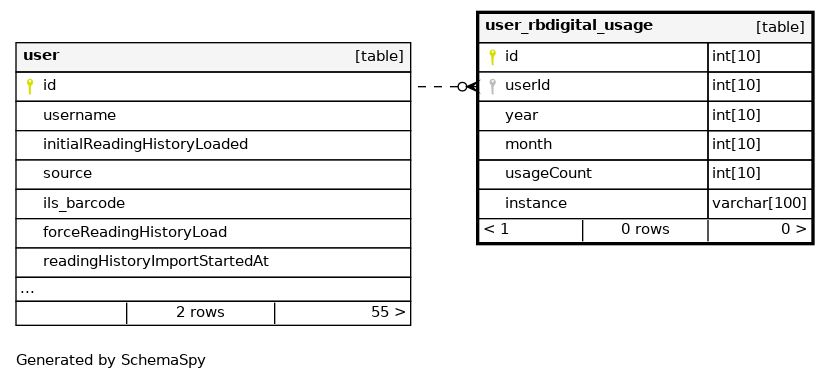 user [table]
id
username
initialReadingHistoryLoaded
source
ils_barcode
forceReadingHistoryLoad
readingHistoryImportStartedAt
...
2 rows 55 >
user_rbdigital_usage [table]
id int[10]
userId int[10]
year int[10]
month int[10]
usageCount int[10]
instance varchar[100]
< 1 0 rows 0 >
Generated by SchemaSpy